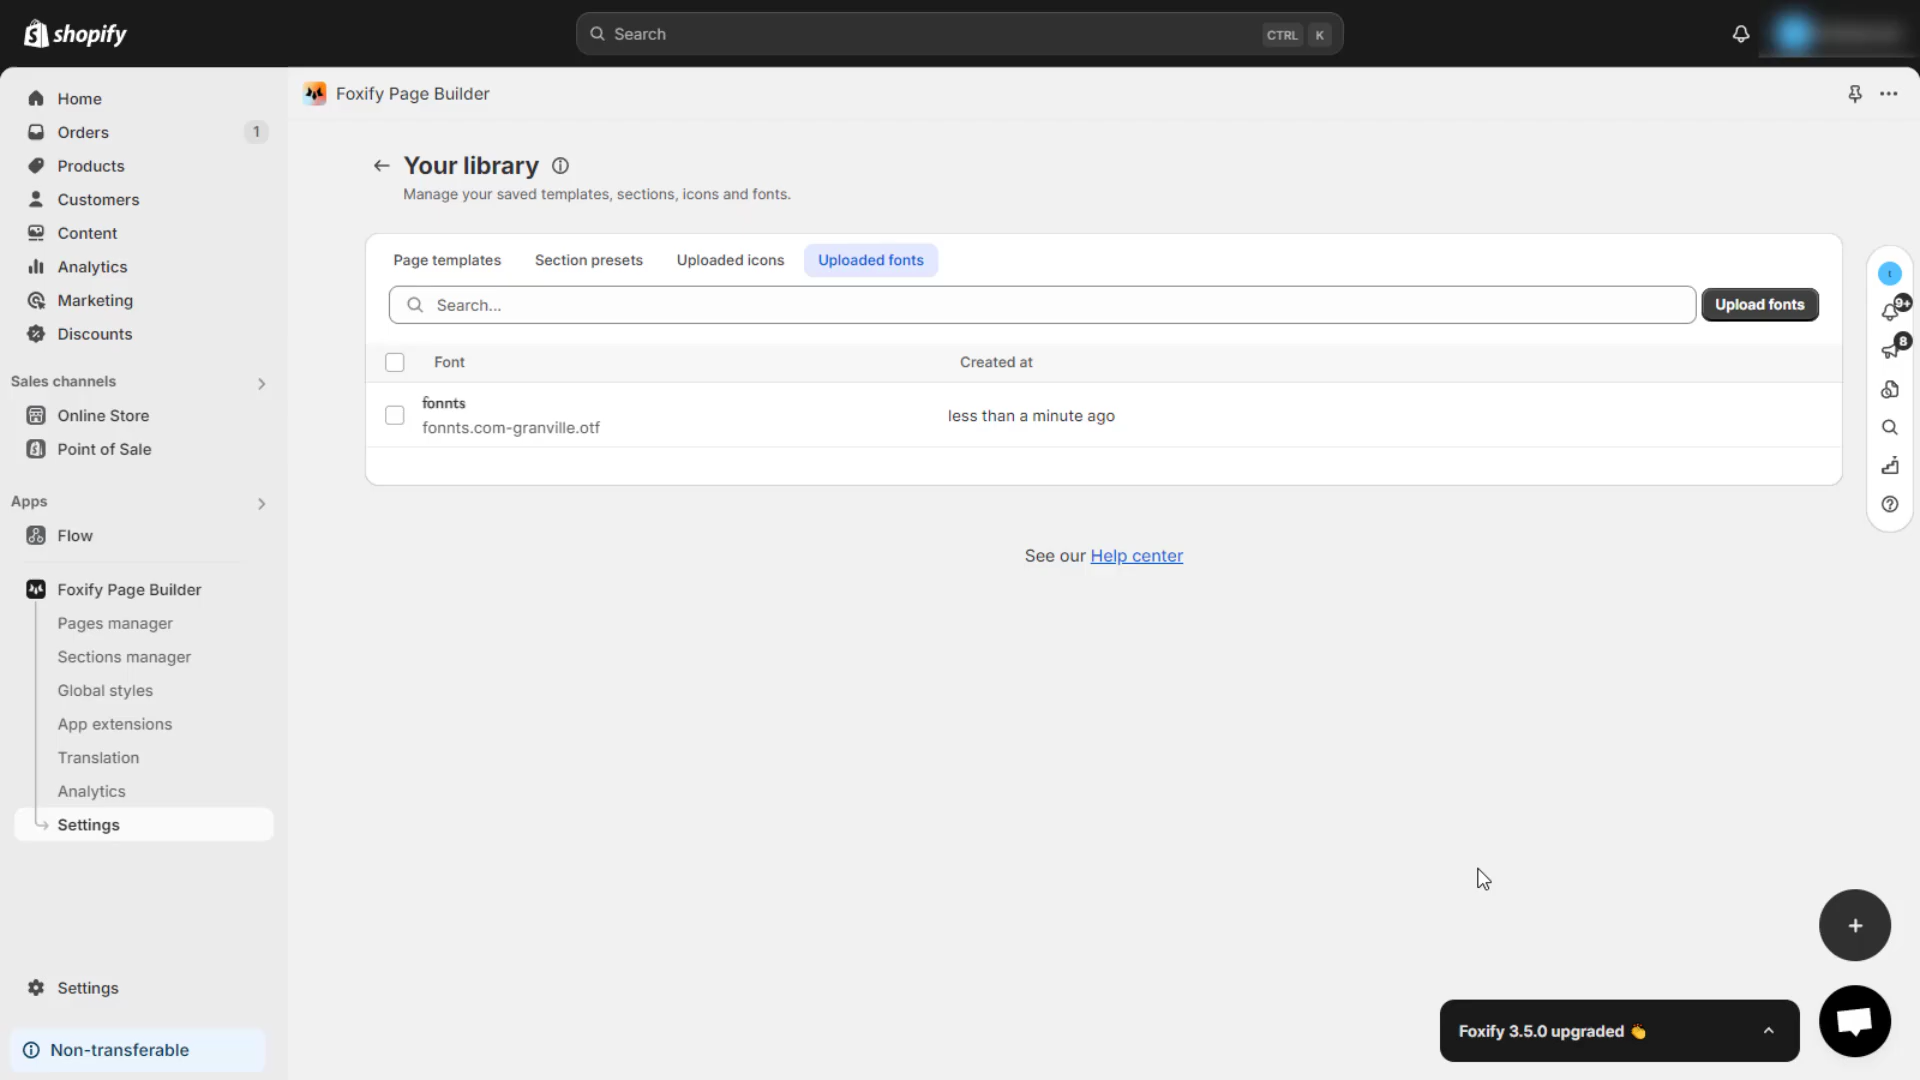 shopify
Search
CTRL K
Home
Orders 1
Products
Customers
Content
Analytics
Marketing
Discounts
Sales channels
Online Store
Point of Sale
Apps
Flow
Foxify Page Builder
Pages manager
Sections manager
Global styles
App extensions
Translation
Analytics
Settings
Settings
Non-transferable
Foxify Page Builder
Your library
Manage your saved templates, sections, icons and fonts.
Page templates Section presets Uploaded icons Uploaded fonts
Search...
Upload fonts
Font Created at
fonnts
fonnts.com-granville.otf
less than a minute ago
See our Help center
t
9+
8
Foxify 3.5.0 upgraded 👏